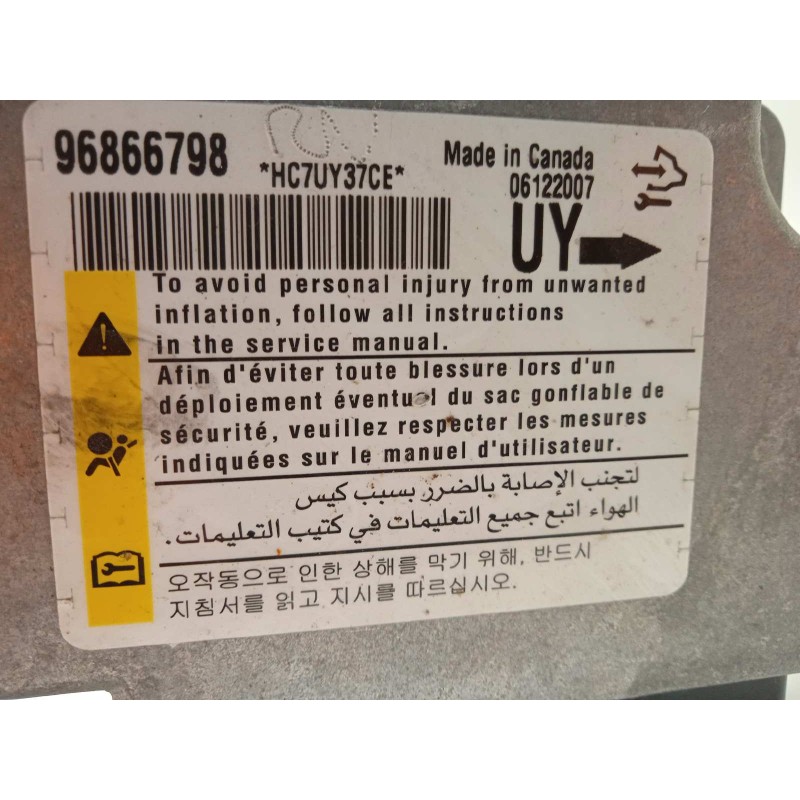 96866798
*HC7UY37CE*
Made in Canada
06122007
UY
To avoid personal injury from unwanted
inflation, follow all instructions
in the service manual.
Afin d'éviter toute blessure lors d'un
déploiement éventuel du sac gonflable de
sécurité, veuillez respecter les mesures
indiquées sur le manuel d'utilisateur.
لتجنب الإصابة بالضرر بسبب كيس
الهواء اتبع جميع التعليمات في كتيب التعليمات.
오작동으로 인한 상해를 막기 위해, 반드시
지침서를 읽고 지시를 따르십시오.